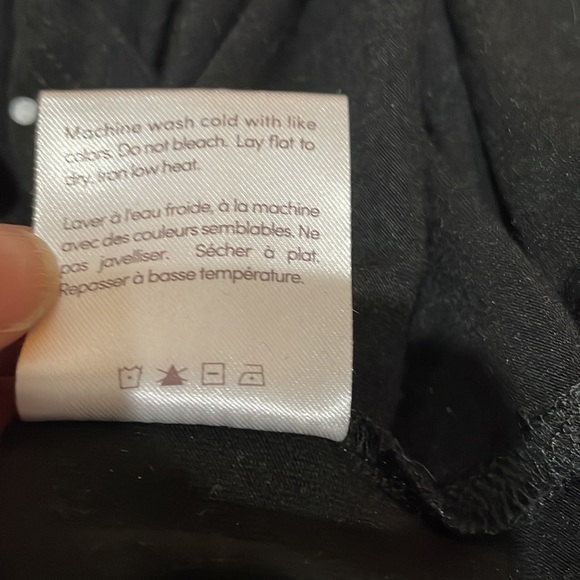 Machine wash cold with like
colors. Do not bleach. Lay flat to
dry. Iron low heat.
Laver à l'eau froide, à la machine
avec des couleurs semblables. Ne
pas javelliser. Sécher à plat.
Repasser à basse température.